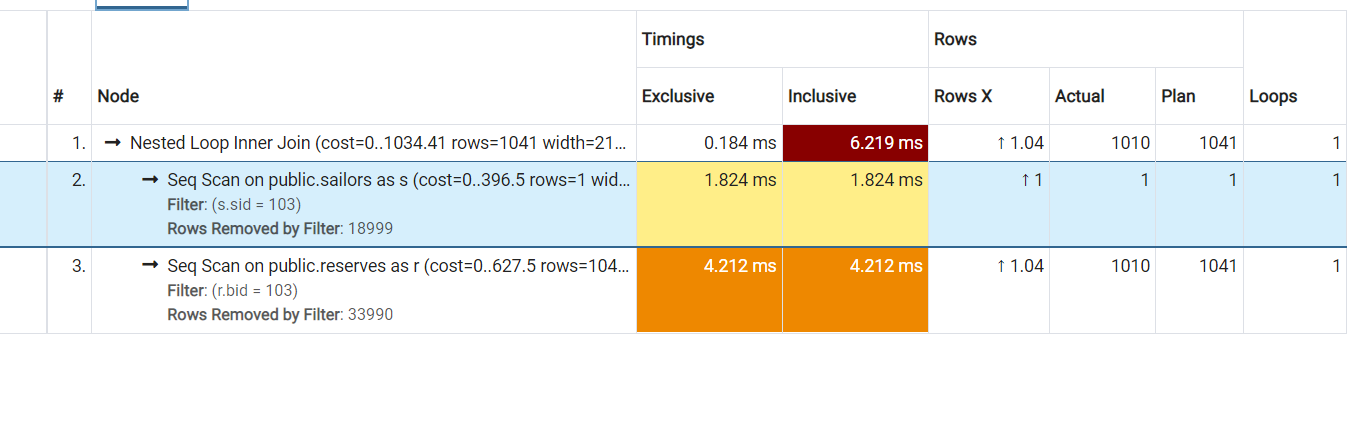 Timings Rows
# Node Exclusive Inclusive Rows X Actual Plan Loops
1. → Nested Loop Inner Join (cost=0..1034.41 rows=1041 width=21... 0.184 ms 6.219 ms ↑ 1.04 1010 1041 1
2. → Seq Scan on public.sailors as s (cost=0..396.5 rows=1 wid... 1.824 ms 1.824 ms ↑ 1 1 1 1
Filter: (s.sid = 103)
Rows Removed by Filter: 18999
3. → Seq Scan on public.reserves as r (cost=0..627.5 rows=104... 4.212 ms 4.212 ms ↑ 1.04 1010 1041 1
Filter: (r.bid = 103)
Rows Removed by Filter: 33990